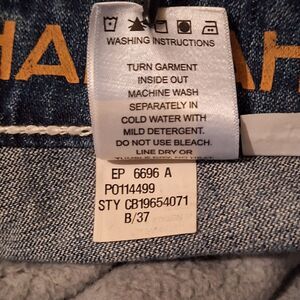 WASHING INSTRUCTIONS
TURN GARMENT
INSIDE OUT
MACHINE WASH
SEPARATELY IN
COLD WATER WITH
MILD DETERGENT.
DO NOT USE BLEACH.
LINE DRY OR
EP 6696 A
P0114499
STY CB19654071
B/37